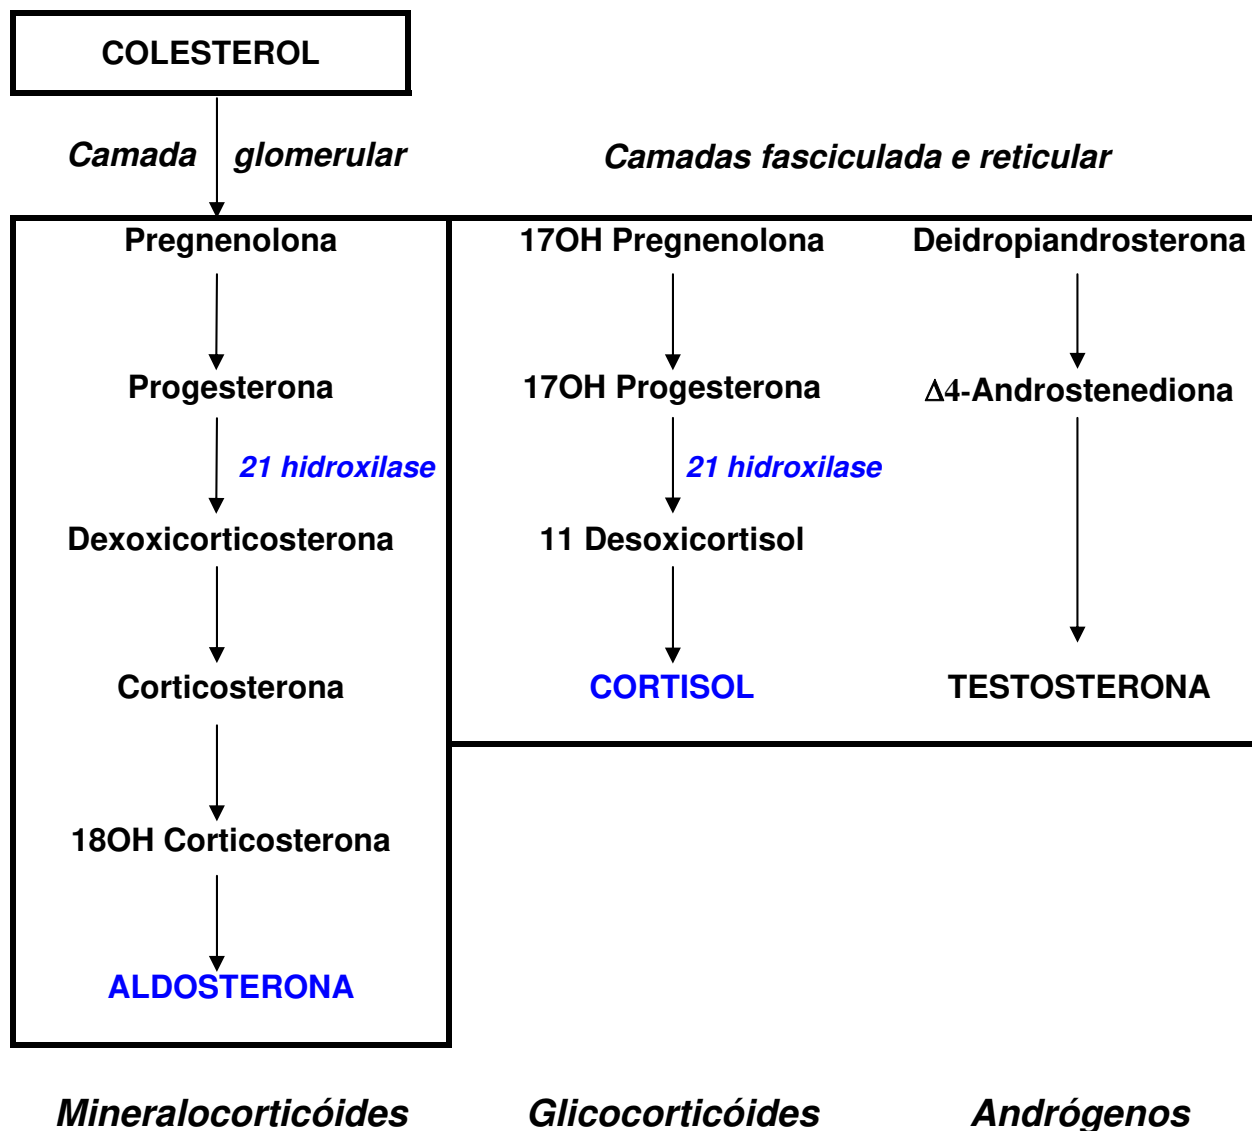 COLESTEROL
Camada glomerular
Camadas fasciculada e reticular
Pregnenolona 17OH Pregnenolona Deidropiandrosterona
Progesterona 17OH Progesterona Δ4-Androstenediona
21 hidroxilase 21 hidroxilase
Dexoxicorticosterona 11 Desoxicortisol
Corticosterona CORTISOL TESTOSTERONA
18OH Corticosterona
ALDOSTERONA
Mineralocorticóides Glicocorticóides Andrógenos